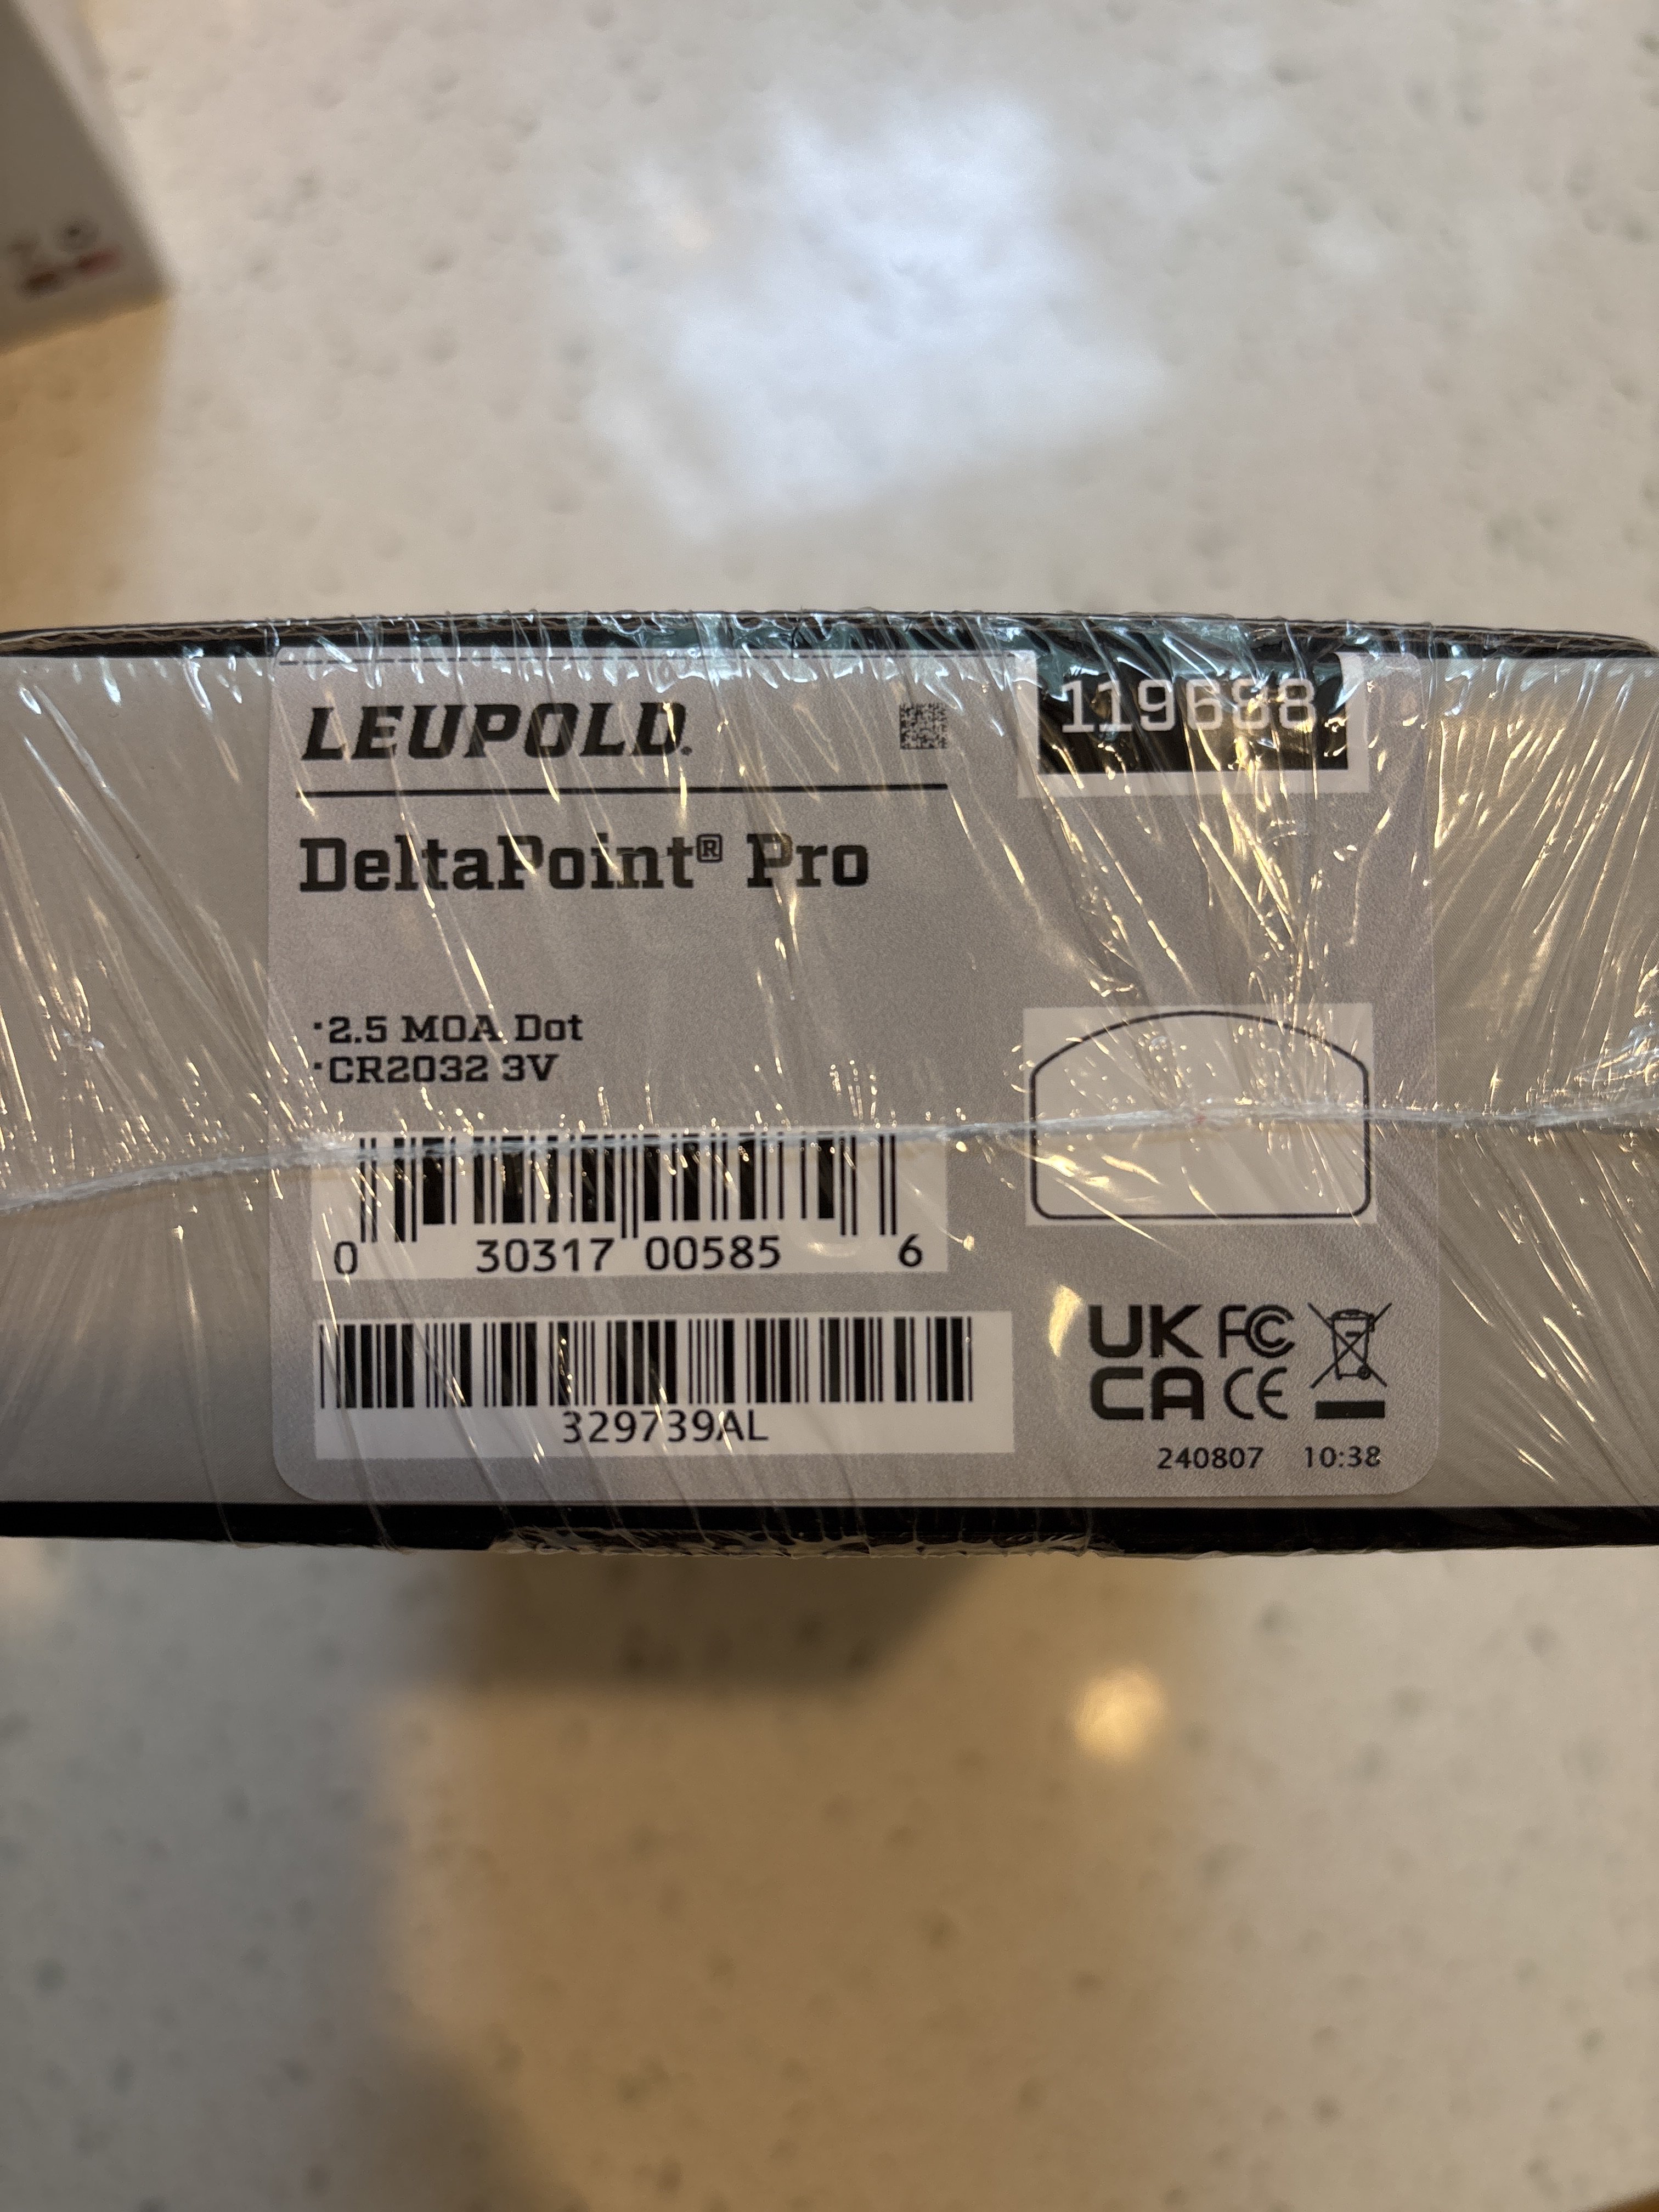 LEUPOLD.
119688
DeltaPoint® Pro
·2.5 MOA Dot
·CR2032 3V
0 30317 00585 6
329739AL
UK
CA
FC
CE
240807 10:38